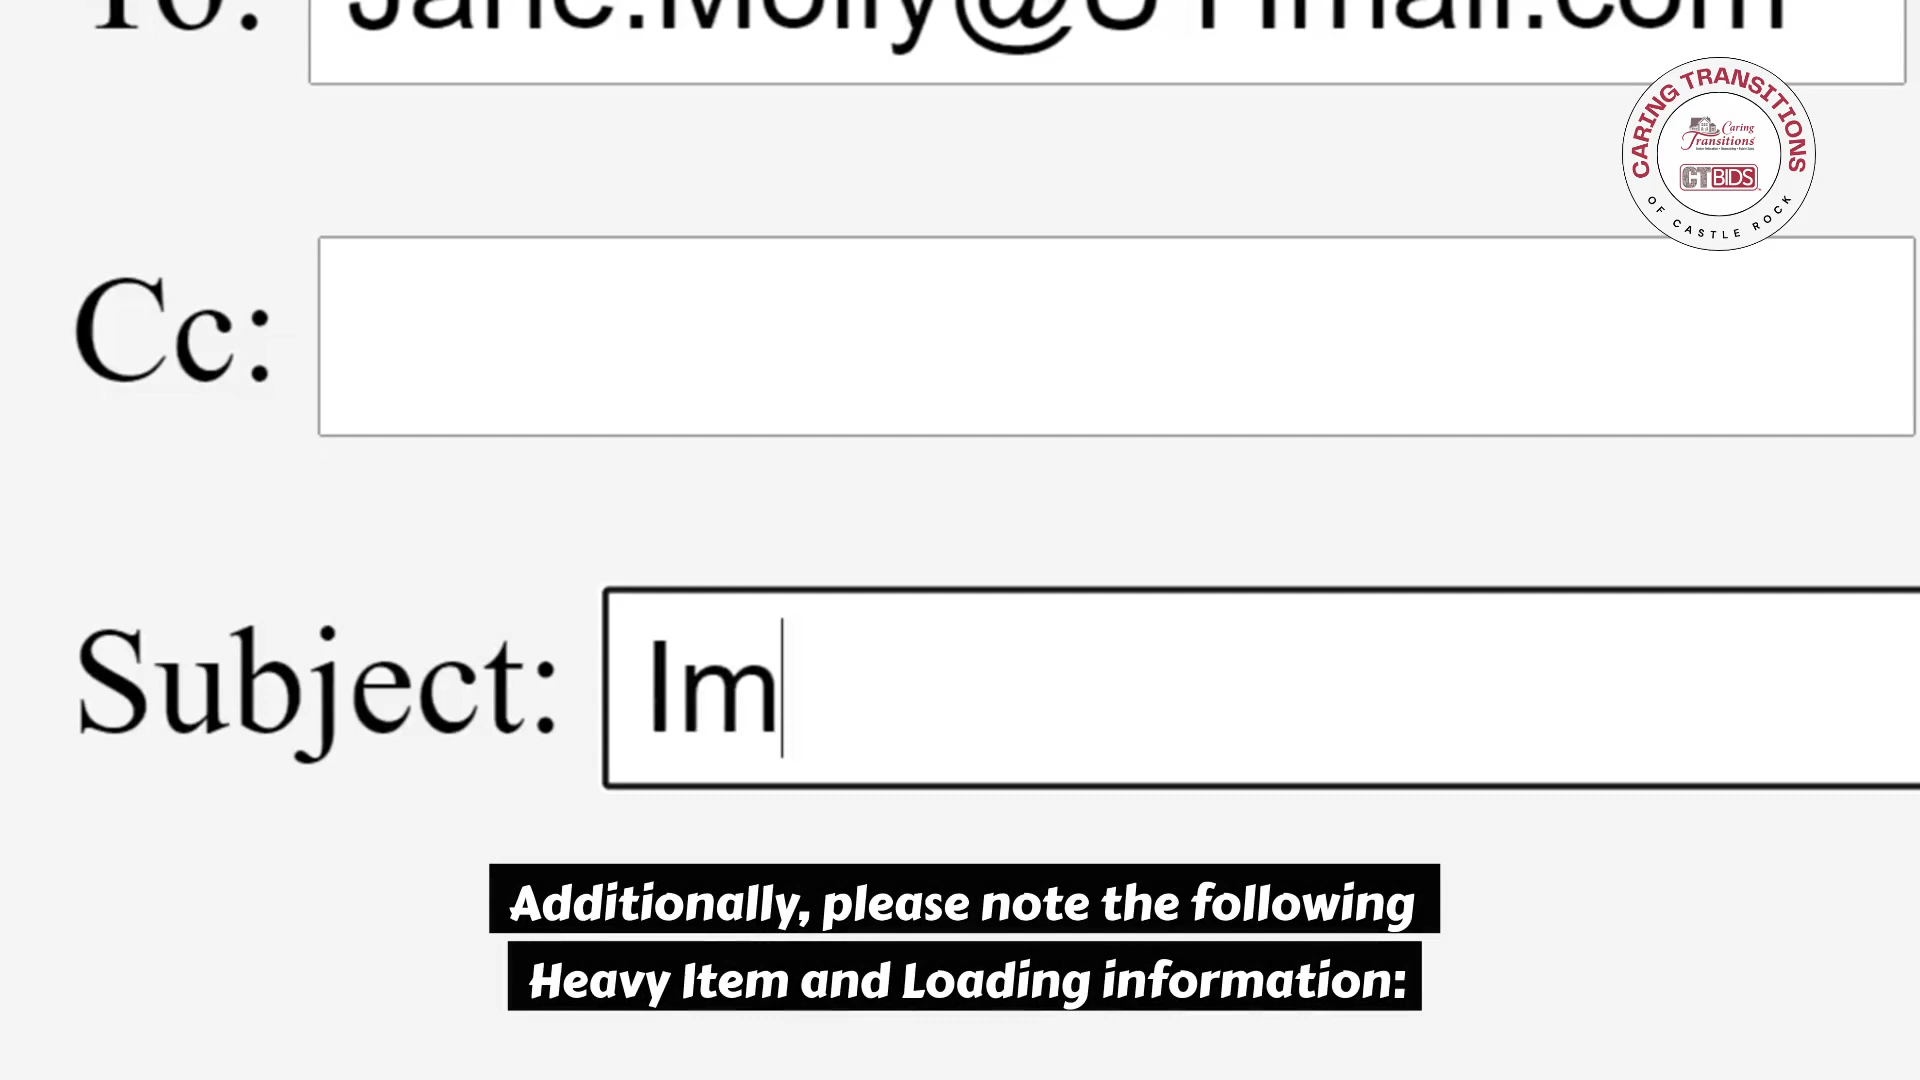 To:
Cc:
Subject: Im
CARING TRANSITIONS
Caring
Transitions
CTBIDS
OF CASTLE ROCK
Additionally, please note the following
Heavy Item and Loading information: